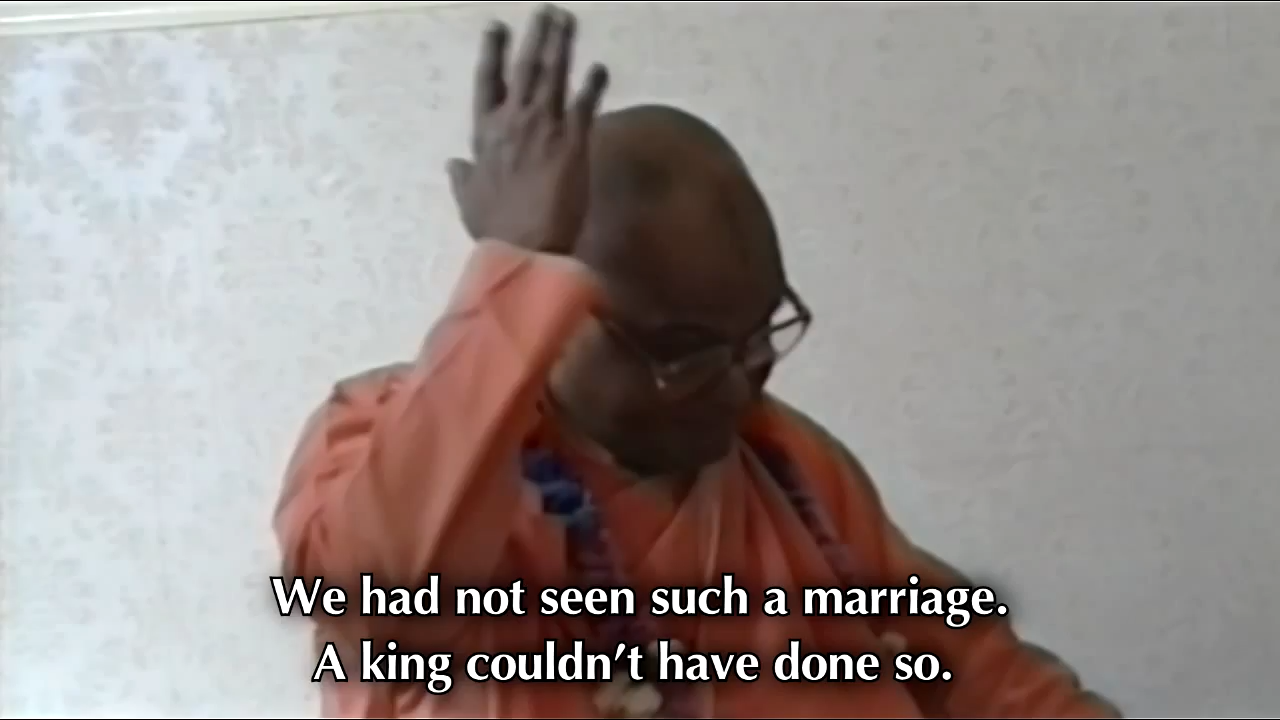 We had not seen such a marriage.
A king couldn’t have done so.